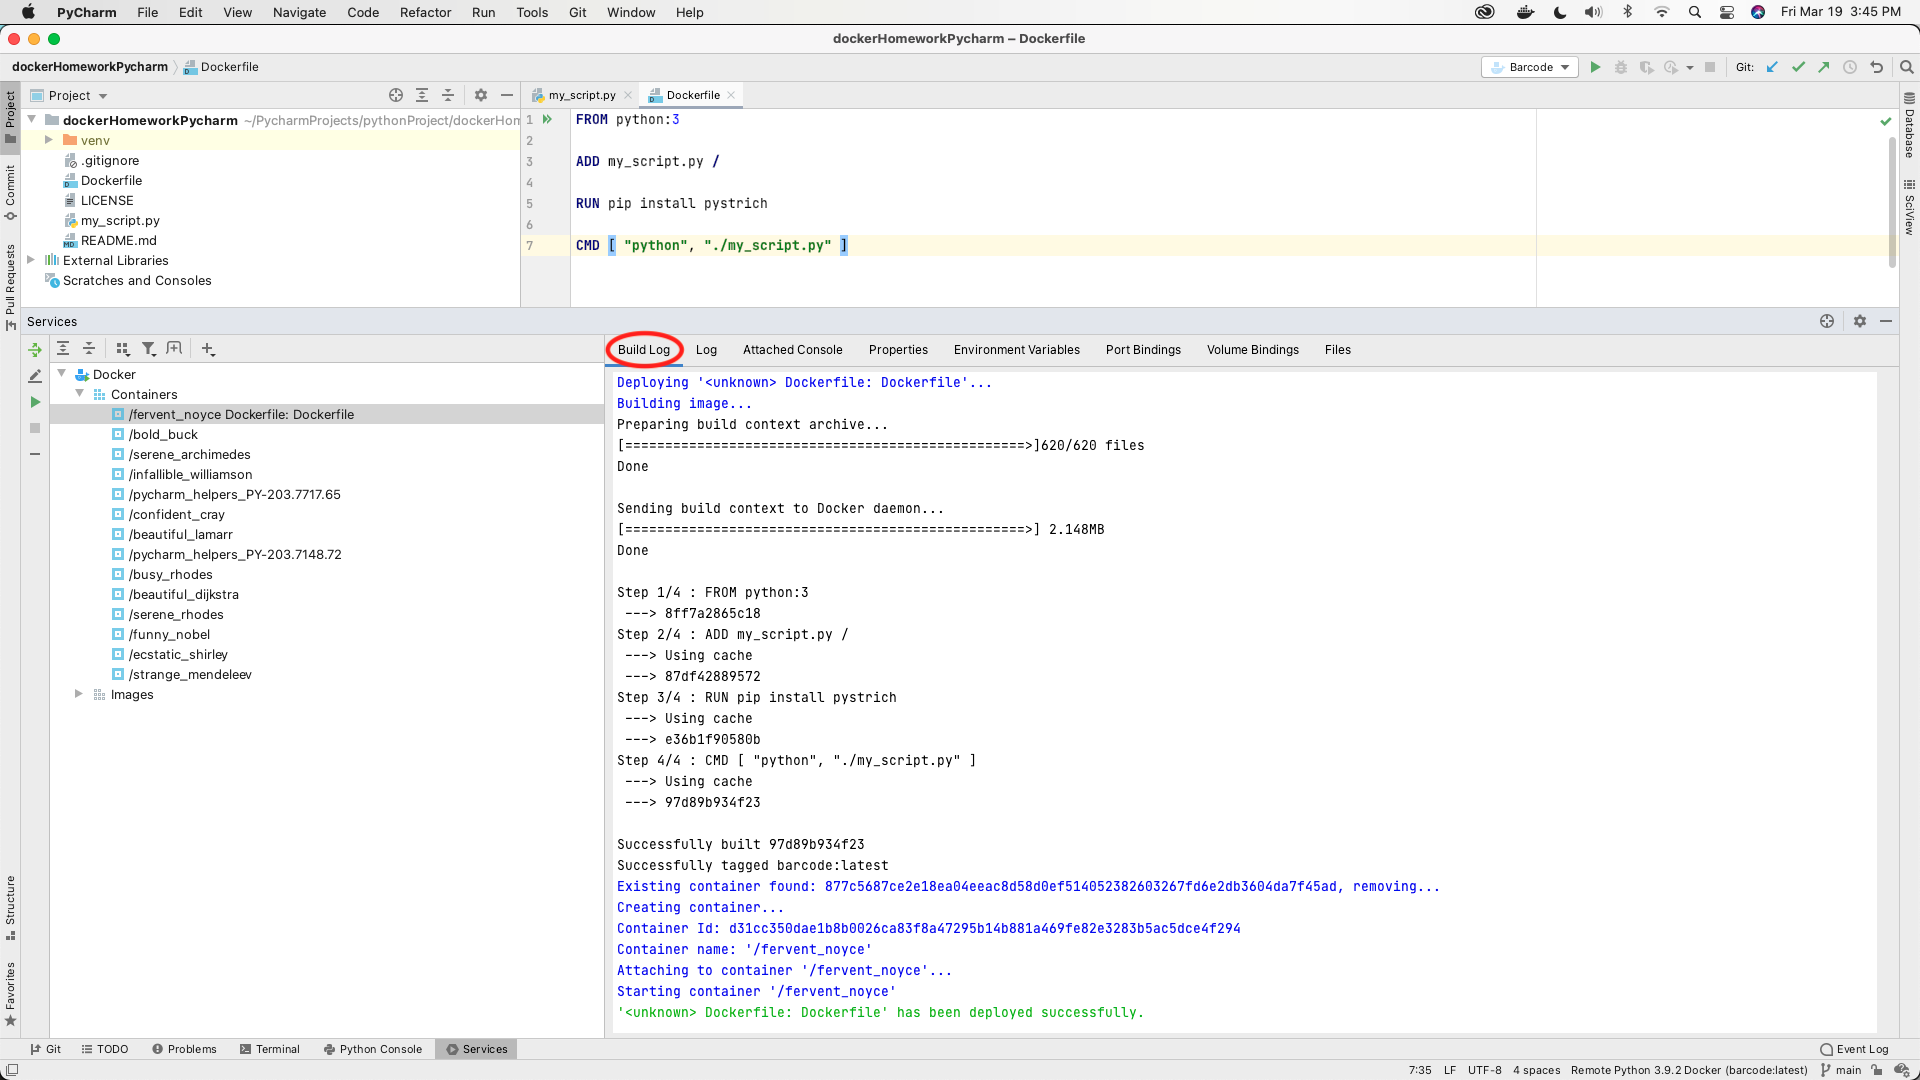 PyCharm File Edit View Navigate Code Refactor Run Tools Git Window Help Fri Mar 19 3:45 PM
dockerHomeworkPycharm – Dockerfile
dockerHomeworkPycharm Dockerfile Barcode Git:
Project
my_script.py Dockerfile
dockerHomeworkPycharm ~/PycharmProjects/pythonProject/dockerHom
venv
.gitignore
Dockerfile
LICENSE
my_script.py
README.md
External Libraries
Scratches and Consoles
1 FROM python:3
2
3 ADD my_script.py /
4
5 RUN pip install pystrich
6
7 CMD [ "python", "./my_script.py" ]
Project
Commit
Pull Requests
Structure
Favorites
Database
SciView
Services
Build Log Log Attached Console Properties Environment Variables Port Bindings Volume Bindings Files
Docker
Containers
/fervent_noyce Dockerfile: Dockerfile
/bold_buck
/serene_archimedes
/infallible_williamson
/pycharm_helpers_PY-203.7717.65
/confident_cray
/beautiful_lamarr
/pycharm_helpers_PY-203.7148.72
/busy_rhodes
/beautiful_dijkstra
/serene_rhodes
/funny_nobel
/ecstatic_shirley
/strange_mendeleev
Images
Deploying '<unknown> Dockerfile: Dockerfile'...
Building image...
Preparing build context archive...
[==================================================>]620/620 files
Done
Sending build context to Docker daemon...
[==================================================>] 2.148MB
Done
Step 1/4 : FROM python:3
---> 8ff7a2865c18
Step 2/4 : ADD my_script.py /
---> Using cache
---> 87df42889572
Step 3/4 : RUN pip install pystrich
---> Using cache
---> e36b1f90580b
Step 4/4 : CMD [ "python", "./my_script.py" ]
---> Using cache
---> 97d89b934f23
Successfully built 97d89b934f23
Successfully tagged barcode:latest
Existing container found: 877c5687ce2e18ea04eeac8d58d0ef514052382603267fd6e2db3604da7f45ad, removing...
Creating container...
Container Id: d31cc350dae1b8b0026ca83f8a47295b14b881a469fe82e3283b5ac5dce4f294
Container name: '/fervent_noyce'
Attaching to container '/fervent_noyce'...
Starting container '/fervent_noyce'
'<unknown> Dockerfile: Dockerfile' has been deployed successfully.
Git TODO Problems Terminal Python Console Services Event Log
7:35 LF UTF-8 4 spaces Remote Python 3.9.2 Docker (barcode:latest) main